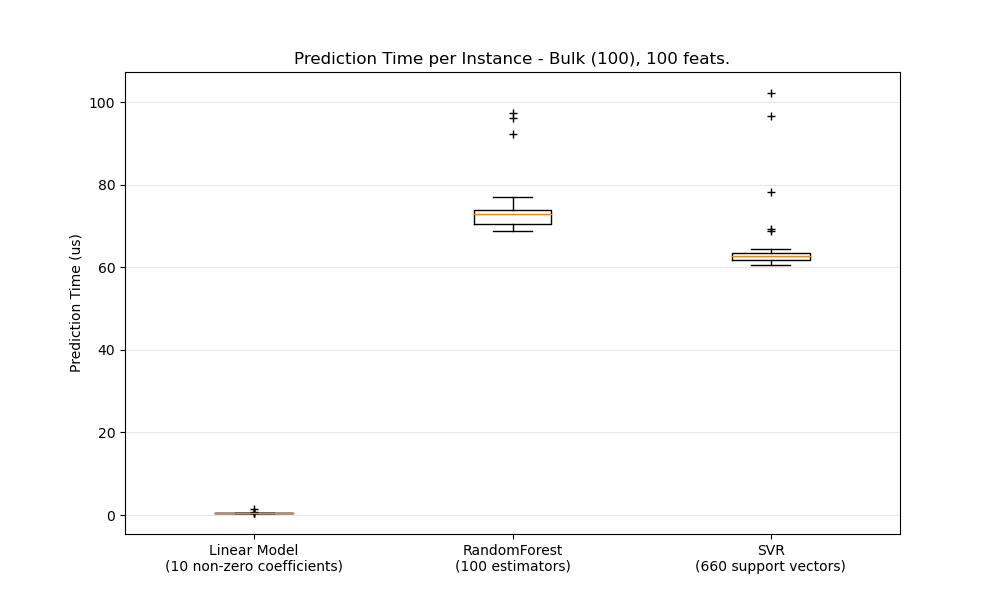 Prediction Time per Instance - Bulk (100), 100 feats.
Prediction Time (us)
100
80
60
40
20
0
Linear Model
(10 non-zero coefficients)
RandomForest
(100 estimators)
SVR
(660 support vectors)